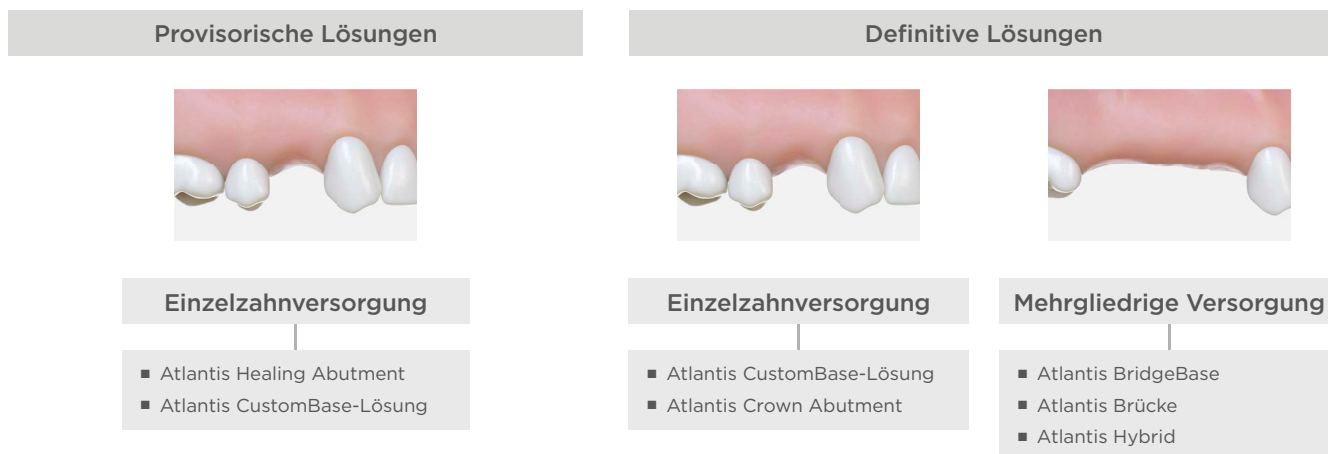 Provisorische Lösungen
Definitive Lösungen
Einzelzahnversorgung
■ Atlantis Healing Abutment
■ Atlantis CustomBase-Lösung
Einzelzahnversorgung
■ Atlantis CustomBase-Lösung
■ Atlantis Crown Abutment
Mehrgliedrige Versorgung
■ Atlantis BridgeBase
■ Atlantis Brücke
■ Atlantis Hybrid